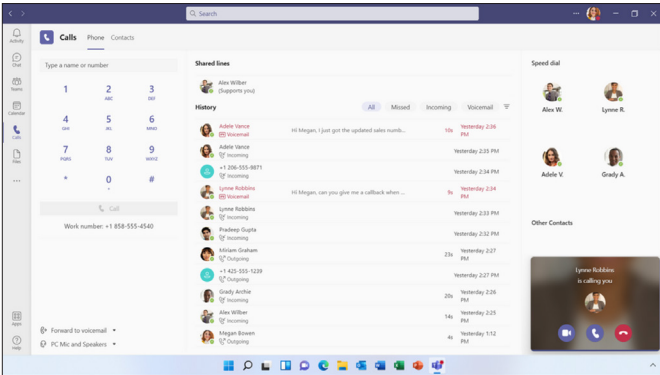 Search
Activity
Chat
Teams
Calendar
Calls
Files
Apps
Help
Calls Phone Contacts
Type a name or number
1 2 3
ABC DEF
4 5 6
GHI JKL MNO
7 8 9
PQRS TUV WXYZ
* 0 #
+
Call
Work number: +1 858-555-4540
Forward to voicemail
PC Mic and Speakers
Shared lines
Alex Wilber
(Supports you)
History All Missed Incoming Voicemail
Adele Vance
Voicemail
Hi Megan, I just got the updated sales numb...
10s Yesterday 2:36 PM
Adele Vance
Incoming
Yesterday 2:35 PM
+1 206-555-9871
Incoming
Yesterday 2:34 PM
Lynne Robbins
Voicemail
Hi Megan, can you give me a callback when ...
9s Yesterday 2:34 PM
Lynne Robbins
Incoming
Yesterday 2:33 PM
Pradeep Gupta
Incoming
Yesterday 2:32 PM
Miriam Graham
Outgoing
23s Yesterday 2:27 PM
+1 425-555-1239
Outgoing
Yesterday 2:27 PM
Grady Archie
Incoming
20s Yesterday 2:26 PM
Alex Wilber
Incoming
14s Yesterday 2:25 PM
Megan Bowen
Outgoing
4s Yesterday 1:12 PM
Speed dial
Alex W. Lynne R.
Adele V. Grady A.
Other Contacts
Lynne Robbins
is calling you